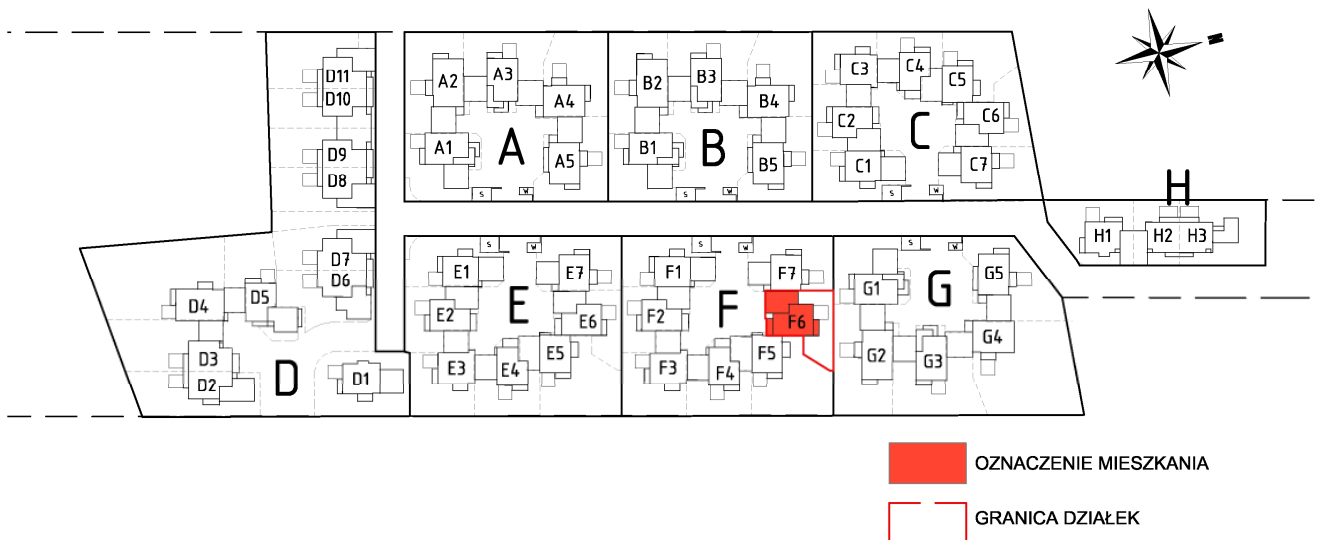 N
D11
D10
D9
D8
D7
D6
D5
D4
D3
D2
D1
D
A2
A3
A4
A1
A5
A
S
W
B2
B3
B4
B1
B5
B
S
W
C3
C4
C5
C2
C6
C1
C7
C
S
W
H
H1
H2
H3
S
W
E1
E7
E2
E6
E3
E4
E5
E
S
W
F1
F7
F2
F6
F3
F4
F5
F
S
W
G1
G5
G2
G3
G4
G
OZNACZENIE MIESZKANIA
GRANICA DZIAŁEK